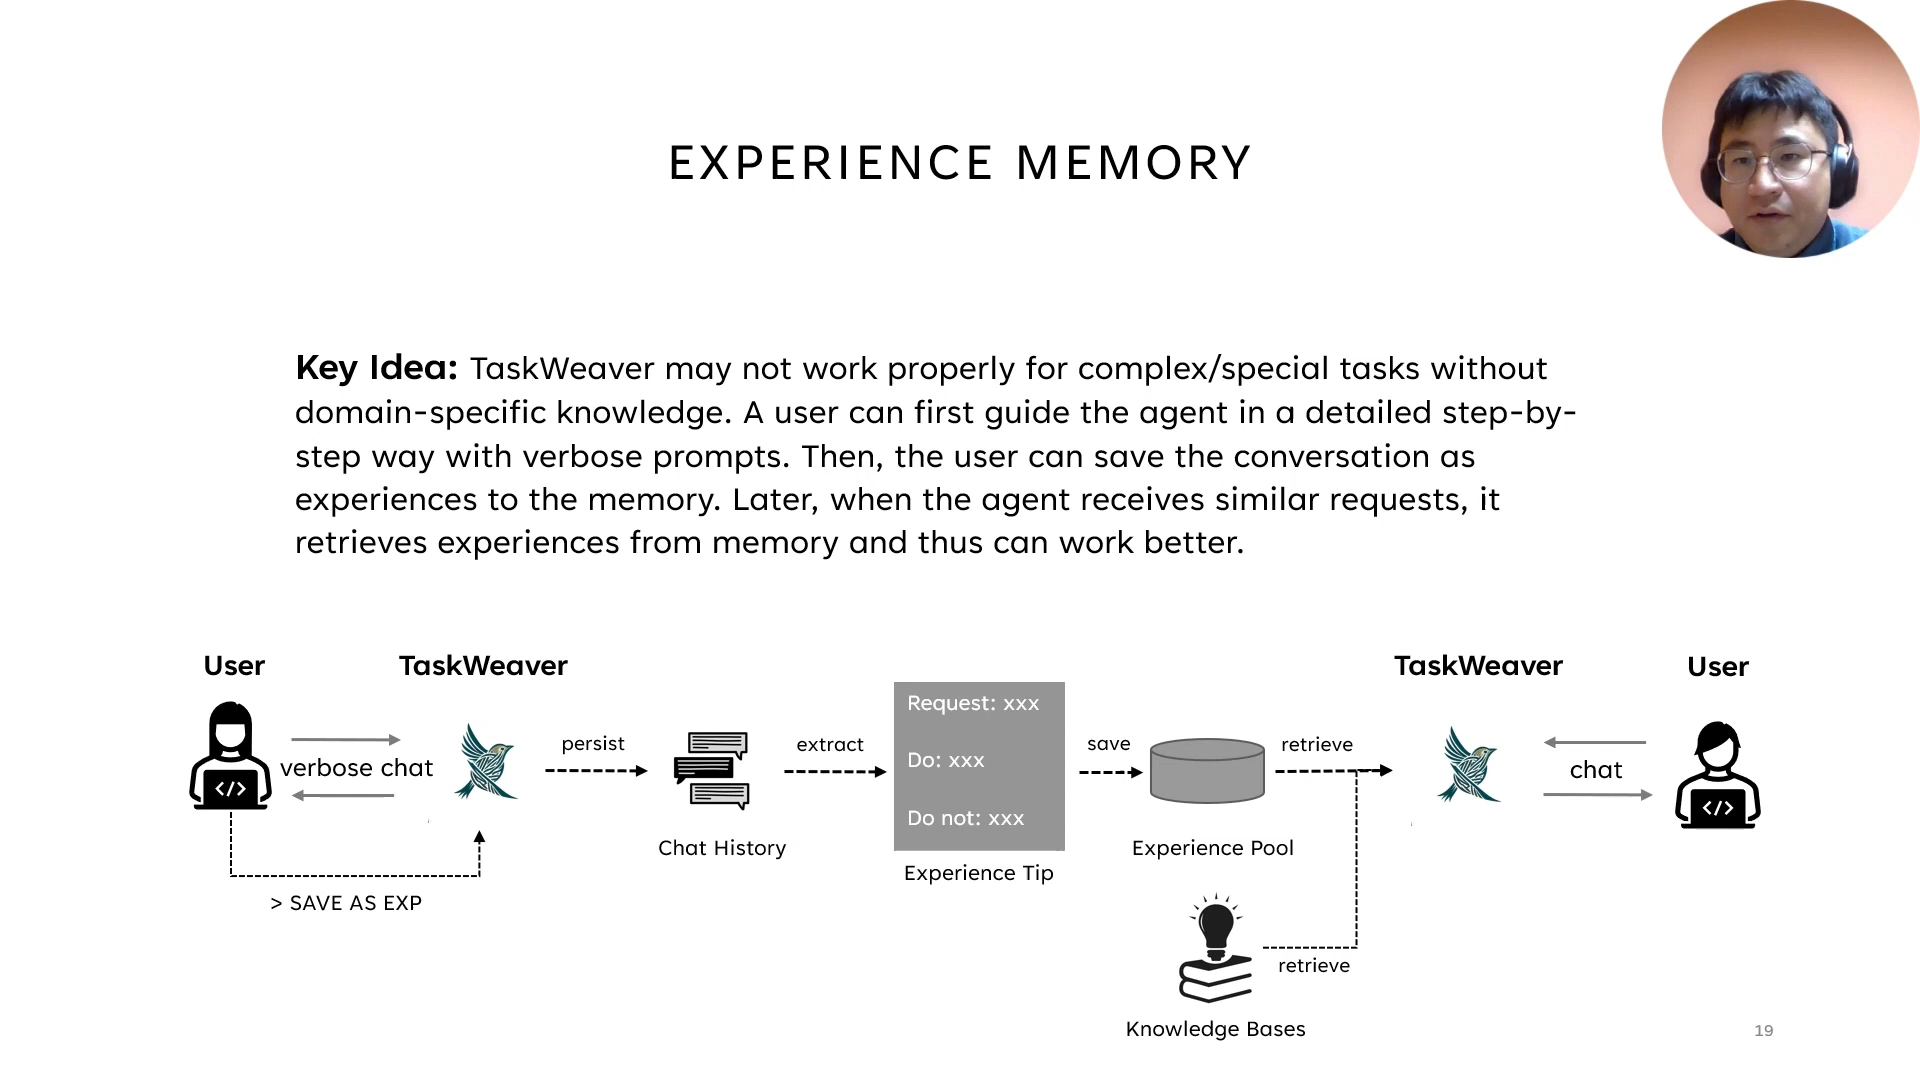 EXPERIENCE MEMORY
Key Idea: TaskWeaver may not work properly for complex/special tasks without
domain-specific knowledge. A user can first guide the agent in a detailed step-by-
step way with verbose prompts. Then, the user can save the conversation as
experiences to the memory. Later, when the agent receives similar requests, it
retrieves experiences from memory and thus can work better.
User
TaskWeaver
TaskWeaver
User
verbose chat
persist
extract
Request: xxx
Do: xxx
Do not: xxx
save
retrieve
chat
Chat History
Experience Tip
Experience Pool
> SAVE AS EXP
retrieve
Knowledge Bases
</>
</>
19